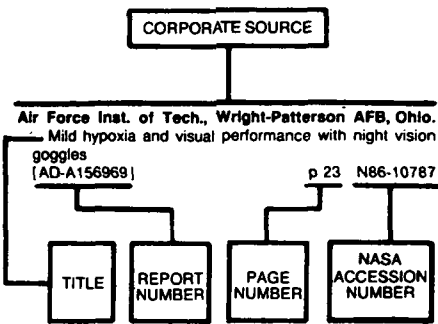 CORPORATE SOURCE
Air Force Inst. of Tech., Wright-Patterson AFB, Ohio.
Mild hypoxia and visual performance with night vision
goggles
[AD-A156969] p 23 N86-10787
TITLE REPORT NUMBER PAGE NUMBER NASA ACCESSION NUMBER